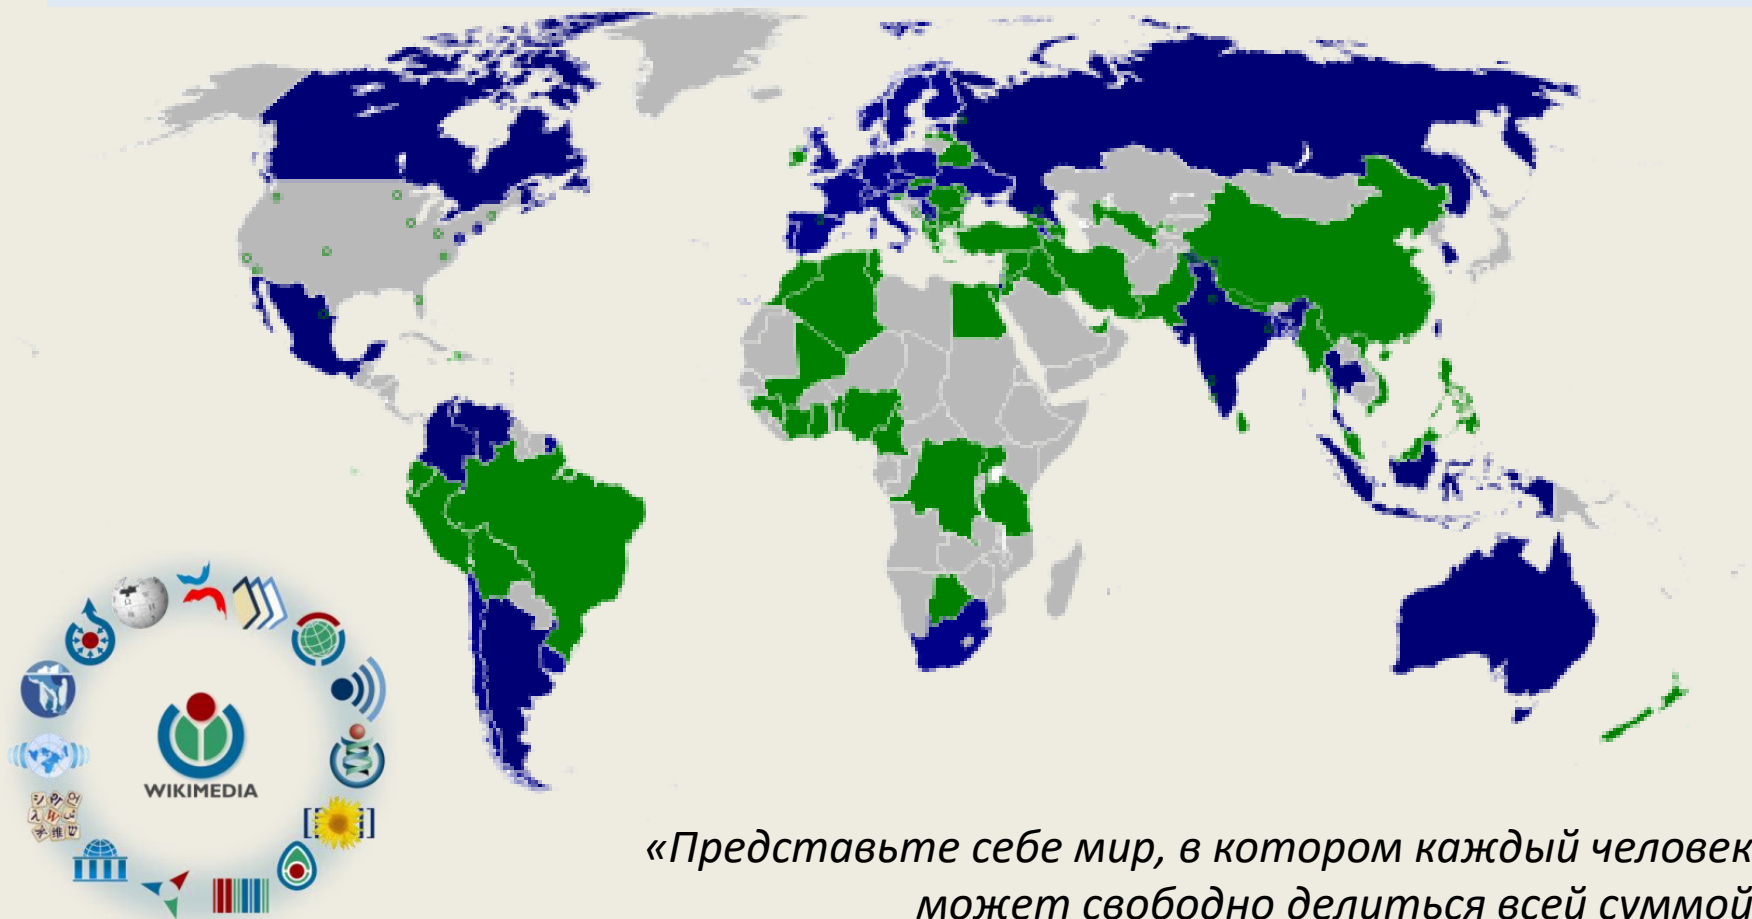 WIKIMEDIA
«Представьте себе мир, в котором каждый человек
может свободно делиться всей суммой